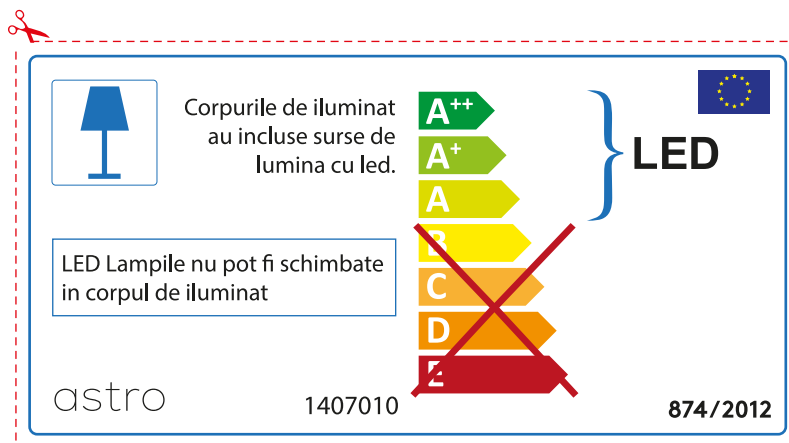 Corpurile de iluminat
au incluse surse de
lumina cu led.
A++
A+
A
B
C
D
E
LED
LED Lampile nu pot fi schimbate
in corpul de iluminat
astro
1407010
874/2012